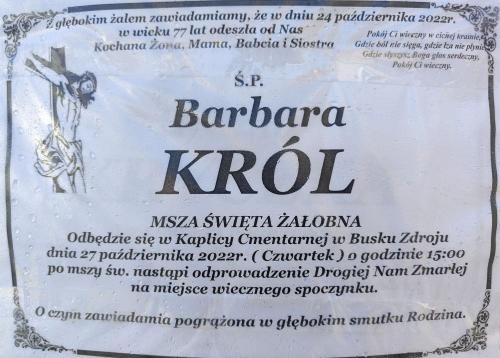 Z głębokim żalem zawiadamiamy, że w dniu 24 października 2022r.
w wieku 77 lat odeszła od Nas
Kochana Żona, Mama, Babcia i Siostra
Pokój Ci wieczny w cichej krainie,
Gdzie ból nie sięga, gdzie łza nie płynie
Gdzie słyszysz Boga głos serdeczny,
Pokój Ci wieczny.
Ś.P.
Barbara
KRÓL
MSZA ŚWIĘTA ŻAŁOBNA
Odbędzie się w Kaplicy Cmentarnej w Busku Zdroju
dnia 27 października 2022r. ( Czwartek ) o godzinie 15:00
po mszy św. nastąpi odprowadzenie Drogiej Nam Zmarłej
na miejsce wiecznego spoczynku.
O czym zawiadamia pogrążona w głębokim smutku Rodzina.